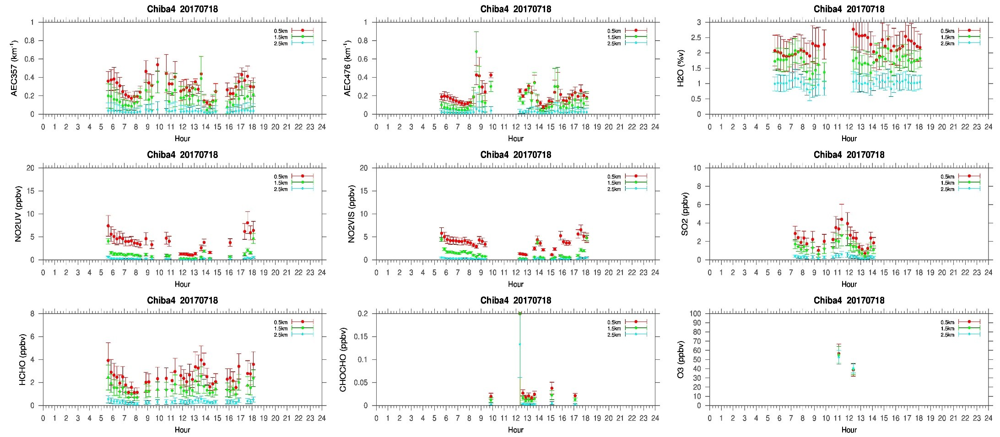 Chiba4 20170718
AEC357 (km-1)
1
0.8
0.6
0.4
0.2
0
0.5km
1.5km
2.5km
0 1 2 3 4 5 6 7 8 9 10 11 12 13 14 15 16 17 18 19 20 21 22 23 24
Hour
Chiba4 20170718
AEC476 (km-1)
1
0.8
0.6
0.4
0.2
0
0.5km
1.5km
2.5km
0 1 2 3 4 5 6 7 8 9 10 11 12 13 14 15 16 17 18 19 20 21 22 23 24
Hour
Chiba4 20170718
H2O (%v)
3
2.5
2
1.5
1
0.5
0
0.5km
1.5km
2.5km
0 1 2 3 4 5 6 7 8 9 10 11 12 13 14 15 16 17 18 19 20 21 22 23 24
Hour
Chiba4 20170718
NO2UV (ppbv)
20
15
10
5
0
0.5km
1.5km
2.5km
0 1 2 3 4 5 6 7 8 9 10 11 12 13 14 15 16 17 18 19 20 21 22 23 24
Hour
Chiba4 20170718
NO2VIS (ppbv)
20
15
10
5
0
0.5km
1.5km
2.5km
0 1 2 3 4 5 6 7 8 9 10 11 12 13 14 15 16 17 18 19 20 21 22 23 24
Hour
Chiba4 20170718
SO2 (ppbv)
10
8
6
4
2
0
0.5km
1.5km
2.5km
0 1 2 3 4 5 6 7 8 9 10 11 12 13 14 15 16 17 18 19 20 21 22 23 24
Hour
Chiba4 20170718
HCHO (ppbv)
8
6
4
2
0
0.5km
1.5km
2.5km
0 1 2 3 4 5 6 7 8 9 10 11 12 13 14 15 16 17 18 19 20 21 22 23 24
Hour
Chiba4 20170718
CHOCHO (ppbv)
0.2
0.15
0.1
0.05
0
0.5km
1.5km
2.5km
0 1 2 3 4 5 6 7 8 9 10 11 12 13 14 15 16 17 18 19 20 21 22 23 24
Hour
Chiba4 20170718
O3 (ppbv)
100
90
80
70
60
50
40
30
20
10
0
0.5km
1.5km
2.5km
0 1 2 3 4 5 6 7 8 9 10 11 12 13 14 15 16 17 18 19 20 21 22 23 24
Hour